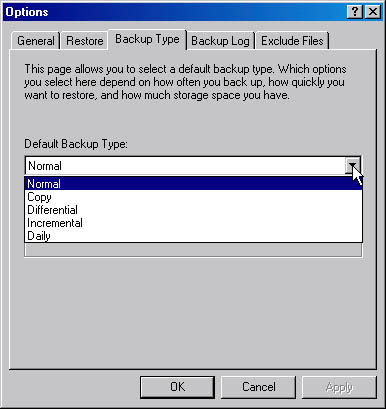 Options
General Restore Backup Type Backup Log Exclude Files
This page allows you to select a default backup type. Which options
you select here depend on how often you back up, how quickly you
want to restore, and how much storage space you have.
Default Backup Type:
Normal
Normal
Copy
Differential
Incremental
Daily
OK Cancel Apply